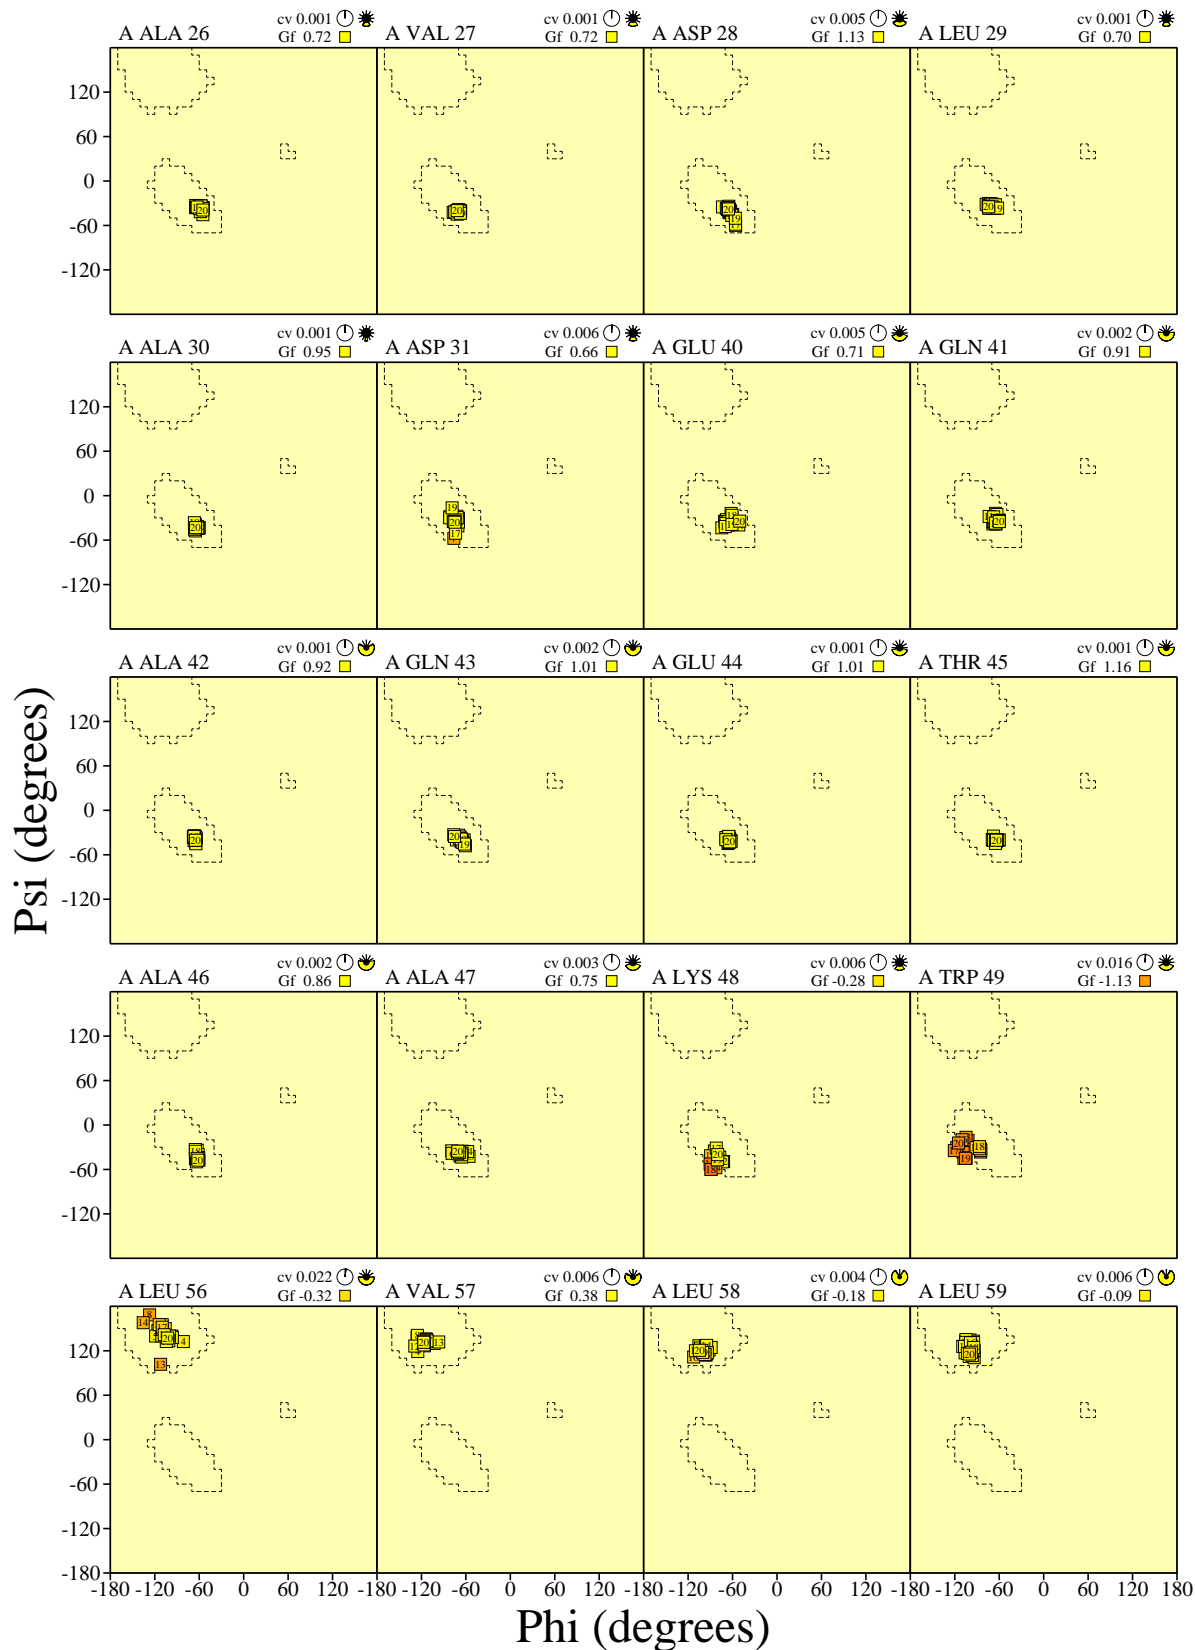 cv 0.001 cv 0.001 cv 0.005 cv 0.001
A ALA 26 Gf 0.72 A VAL 27 Gf 0.72 A ASP 28 Gf 1.13 A LEU 29 Gf 0.70
120
60
0
-60
-120
cv 0.001 cv 0.006 cv 0.005 cv 0.002
A ALA 30 Gf 0.95 A ASP 31 Gf 0.66 A GLU 40 Gf 0.71 A GLN 41 Gf 0.91
120
60
0
-60
-120
cv 0.001 cv 0.002 cv 0.001 cv 0.001
A ALA 42 Gf 0.92 A GLN 43 Gf 1.01 A GLU 44 Gf 1.01 A THR 45 Gf 1.16
120
60
0
-60
-120
Psi (degrees)
cv 0.002 cv 0.003 cv 0.006 cv 0.016
A ALA 46 Gf 0.86 A ALA 47 Gf 0.75 A LYS 48 Gf -0.28 A TRP 49 Gf -1.13
120
60
0
-60
-120
cv 0.022 cv 0.006 cv 0.004 cv 0.006
A LEU 56 Gf -0.32 A VAL 57 Gf 0.38 A LEU 58 Gf -0.18 A LEU 59 Gf -0.09
120
60
0
-60
-120
-180
-180 -120 -60 0 60 120 -180 -120 -60 0 60 120 -180 -120 -60 0 60 120 -180 -120 -60 0 60 120 180
Phi (degrees)